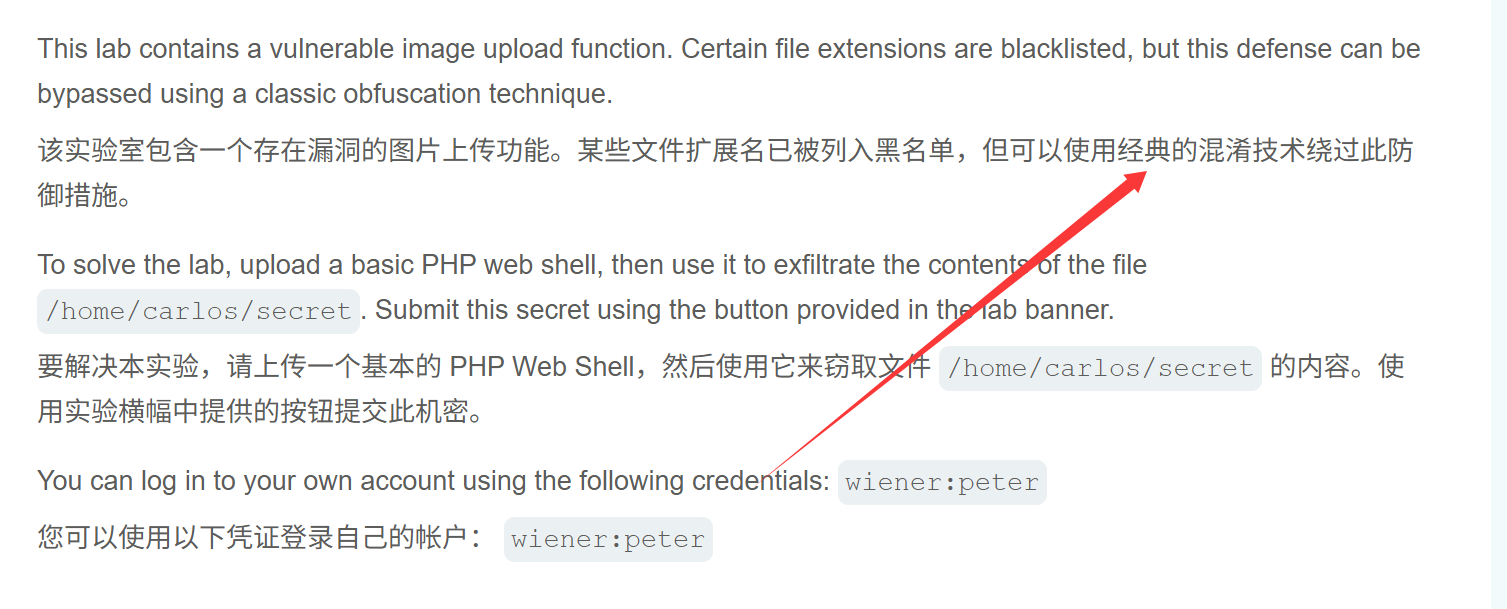 This lab contains a vulnerable image upload function. Certain file extensions are blacklisted, but this defense can be
bypassed using a classic obfuscation technique.
该实验室包含一个存在漏洞的图片上传功能。某些文件扩展名已被列入黑名单，但可以使用经典的混淆技术绕过此防
御措施。
To solve the lab, upload a basic PHP web shell, then use it to exfiltrate the contents of the file
/home/carlos/secret. Submit this secret using the button provided in the lab banner.
要解决本实验，请上传一个基本的 PHP Web Shell，然后使用它来窃取文件 /home/carlos/secret 的内容。使
用实验横幅中提供的按钮提交此机密。
You can log in to your own account using the following credentials: wiener:peter
您可以使用以下凭证登录自己的帐户： wiener:peter